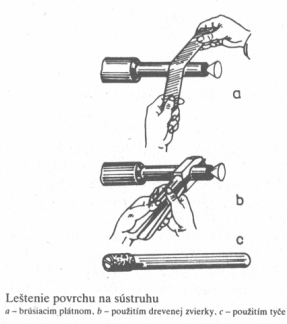 a
b
c
Leštenie povrchu na sústruhu
a – brúsiacim plátnom, b – použitím drevenej zvierky, c – použitím tyče